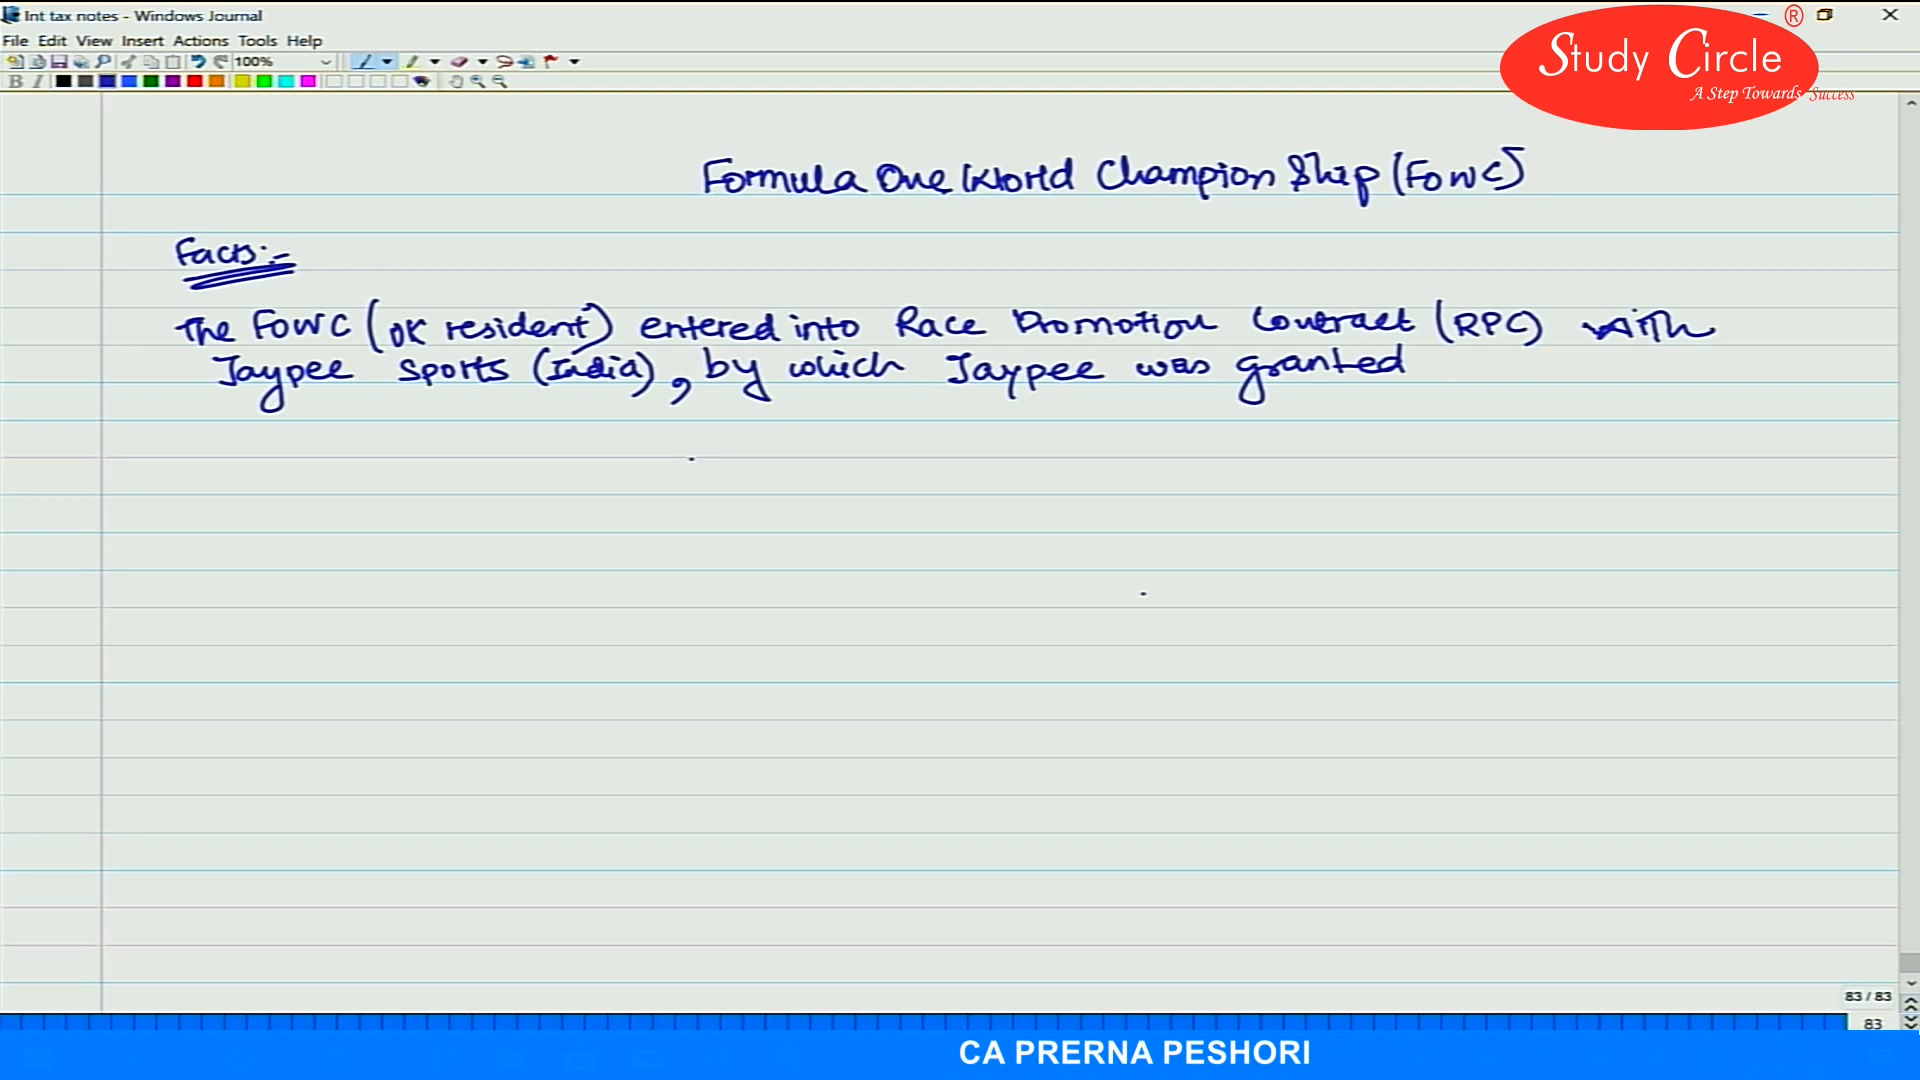 Int tax notes - Windows Journal
File Edit View Insert Actions Tools Help
100%
B I
Study Circle ®
A Step Towards Success
Formula One World Champion Ship (FOWC)
Facts:-
The FOWC (UK resident) entered into Race Promotion Contract (RPC) with
Jaypee Sports (India), by which Jaypee was granted
83 / 83
83
CA PRERNA PESHORI